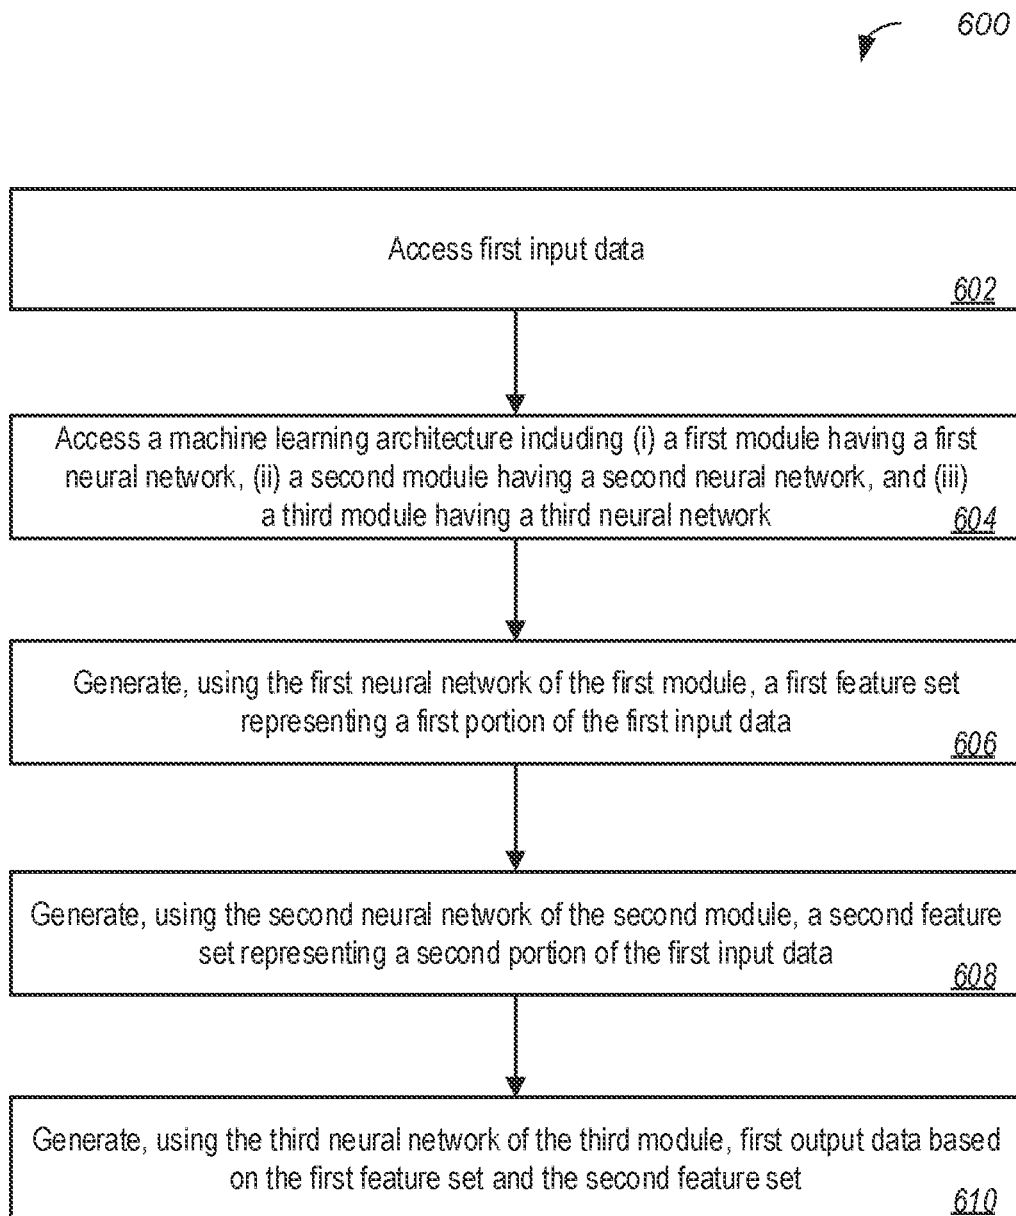 600
Access first input data
602
Access a machine learning architecture including (i) a first module having a first
neural network, (ii) a second module having a second neural network, and (iii)
a third module having a third neural network
604
Generate, using the first neural network of the first module, a first feature set
representing a first portion of the first input data
606
Generate, using the second neural network of the second module, a second feature
set representing a second portion of the first input data
608
Generate, using the third neural network of the third module, first output data based
on the first feature set and the second feature set
610